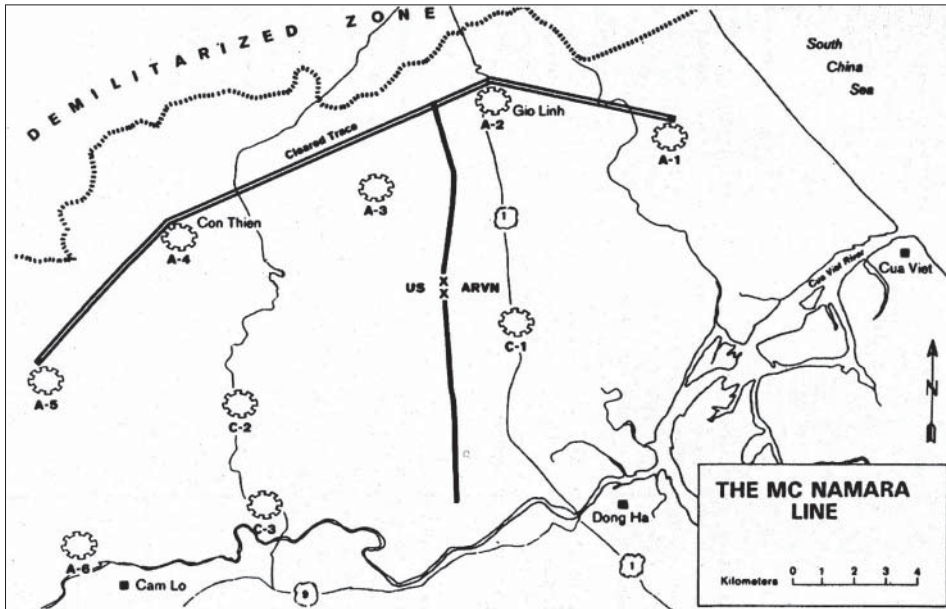 DEMILITARIZED ZONE
South
China
Sea
Cleared Trace
A-2
Gio Linh
A-1
A-3
Con Thien
A-4
1
Cua Viet River
Cua Viet
US
XX
ARVN
C-1
A-5
C-2
N
C-3
Dong Ha
A-6
Cam Lo
9
1
THE MC NAMARA
LINE
Kilometers
0 1 2 3 4